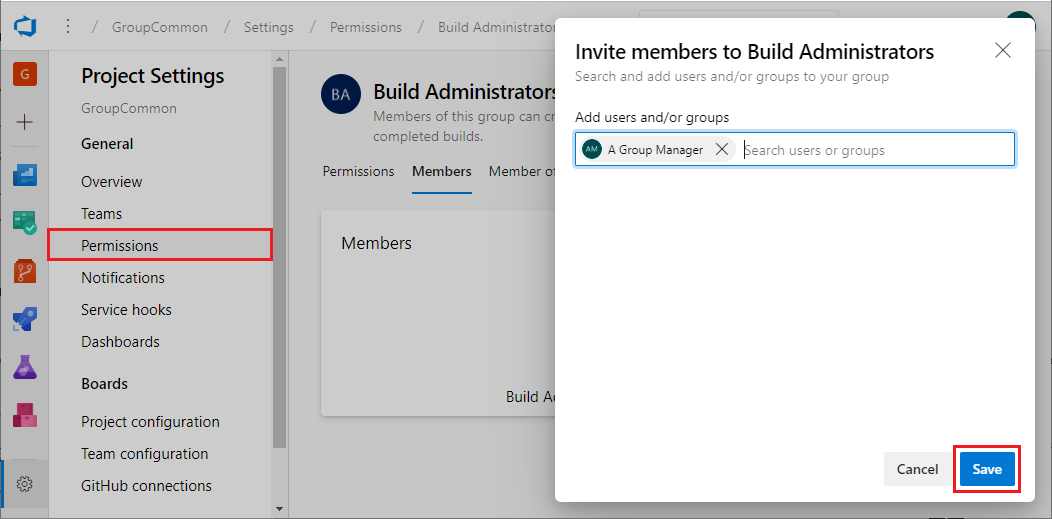 / GroupCommon / Settings / Permissions / Build Administrators
G
Project Settings
GroupCommon
General
Overview
Teams
Permissions
Notifications
Service hooks
Dashboards
Boards
Project configuration
Team configuration
GitHub connections
BA
Build Administrators
Members of this group can cr
completed builds.
Permissions Members Member of
Members
Build Ad
Invite members to Build Administrators
Search and add users and/or groups to your group
Add users and/or groups
AM A Group Manager Search users or groups
Cancel Save